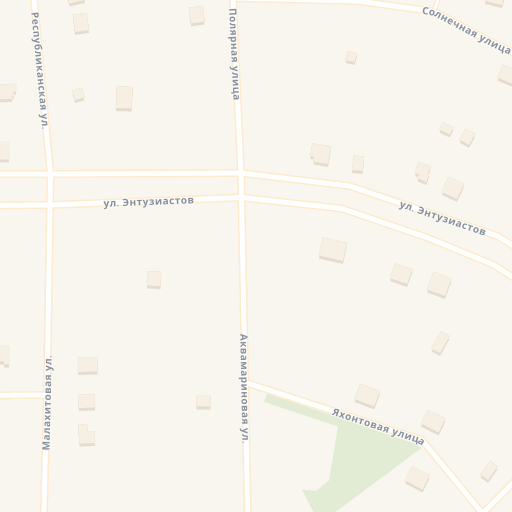 Солнечная улица
Республиканская ул.
Полярная улица
ул. Энтузиастов
ул. Энтузиастов
Малахитовая ул.
Аквамариновая ул.
Яхонтовая улица